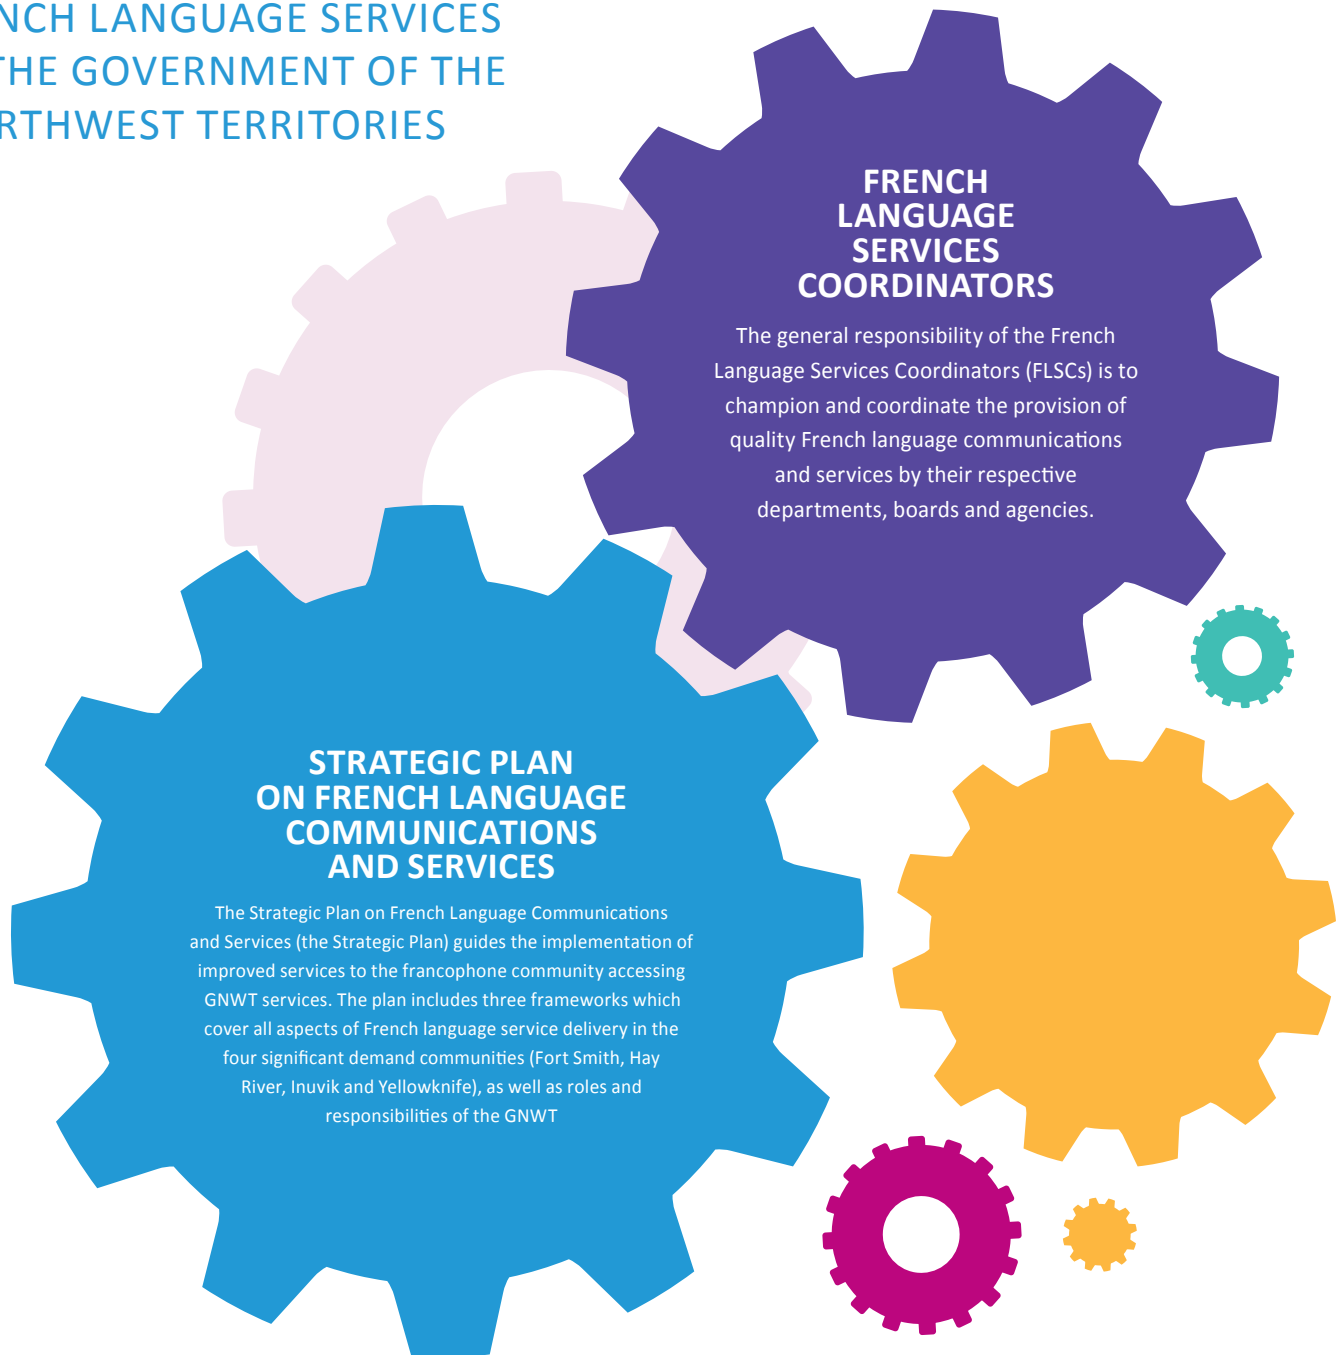 NCH LANGUAGE SERVICES
THE GOVERNMENT OF THE
RTHWEST TERRITORIES
FRENCH
LANGUAGE
SERVICES
COORDINATORS
The general responsibility of the French
Language Services Coordinators (FLSCs) is to
champion and coordinate the provision of
quality French language communications
and services by their respective
departments, boards and agencies.
STRATEGIC PLAN
ON FRENCH LANGUAGE
COMMUNICATIONS
AND SERVICES
The Strategic Plan on French Language Communications
and Services (the Strategic Plan) guides the implementation of
improved services to the francophone community accessing
GNWT services. The plan includes three frameworks which
cover all aspects of French language service delivery in the
four significant demand communities (Fort Smith, Hay
River, Inuvik and Yellowknife), as well as roles and
responsibilities of the GNWT